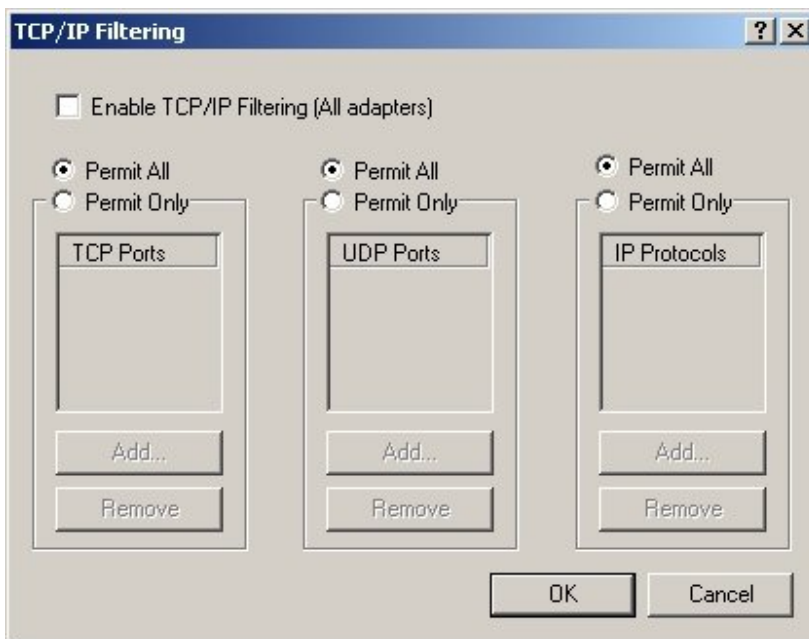 TCP/IP Filtering
Enable TCP/IP Filtering (All adapters)
Permit All
Permit Only
TCP Ports
Add...
Remove
Permit All
Permit Only
UDP Ports
Add...
Remove
Permit All
Permit Only
IP Protocols
Add...
Remove
OK
Cancel